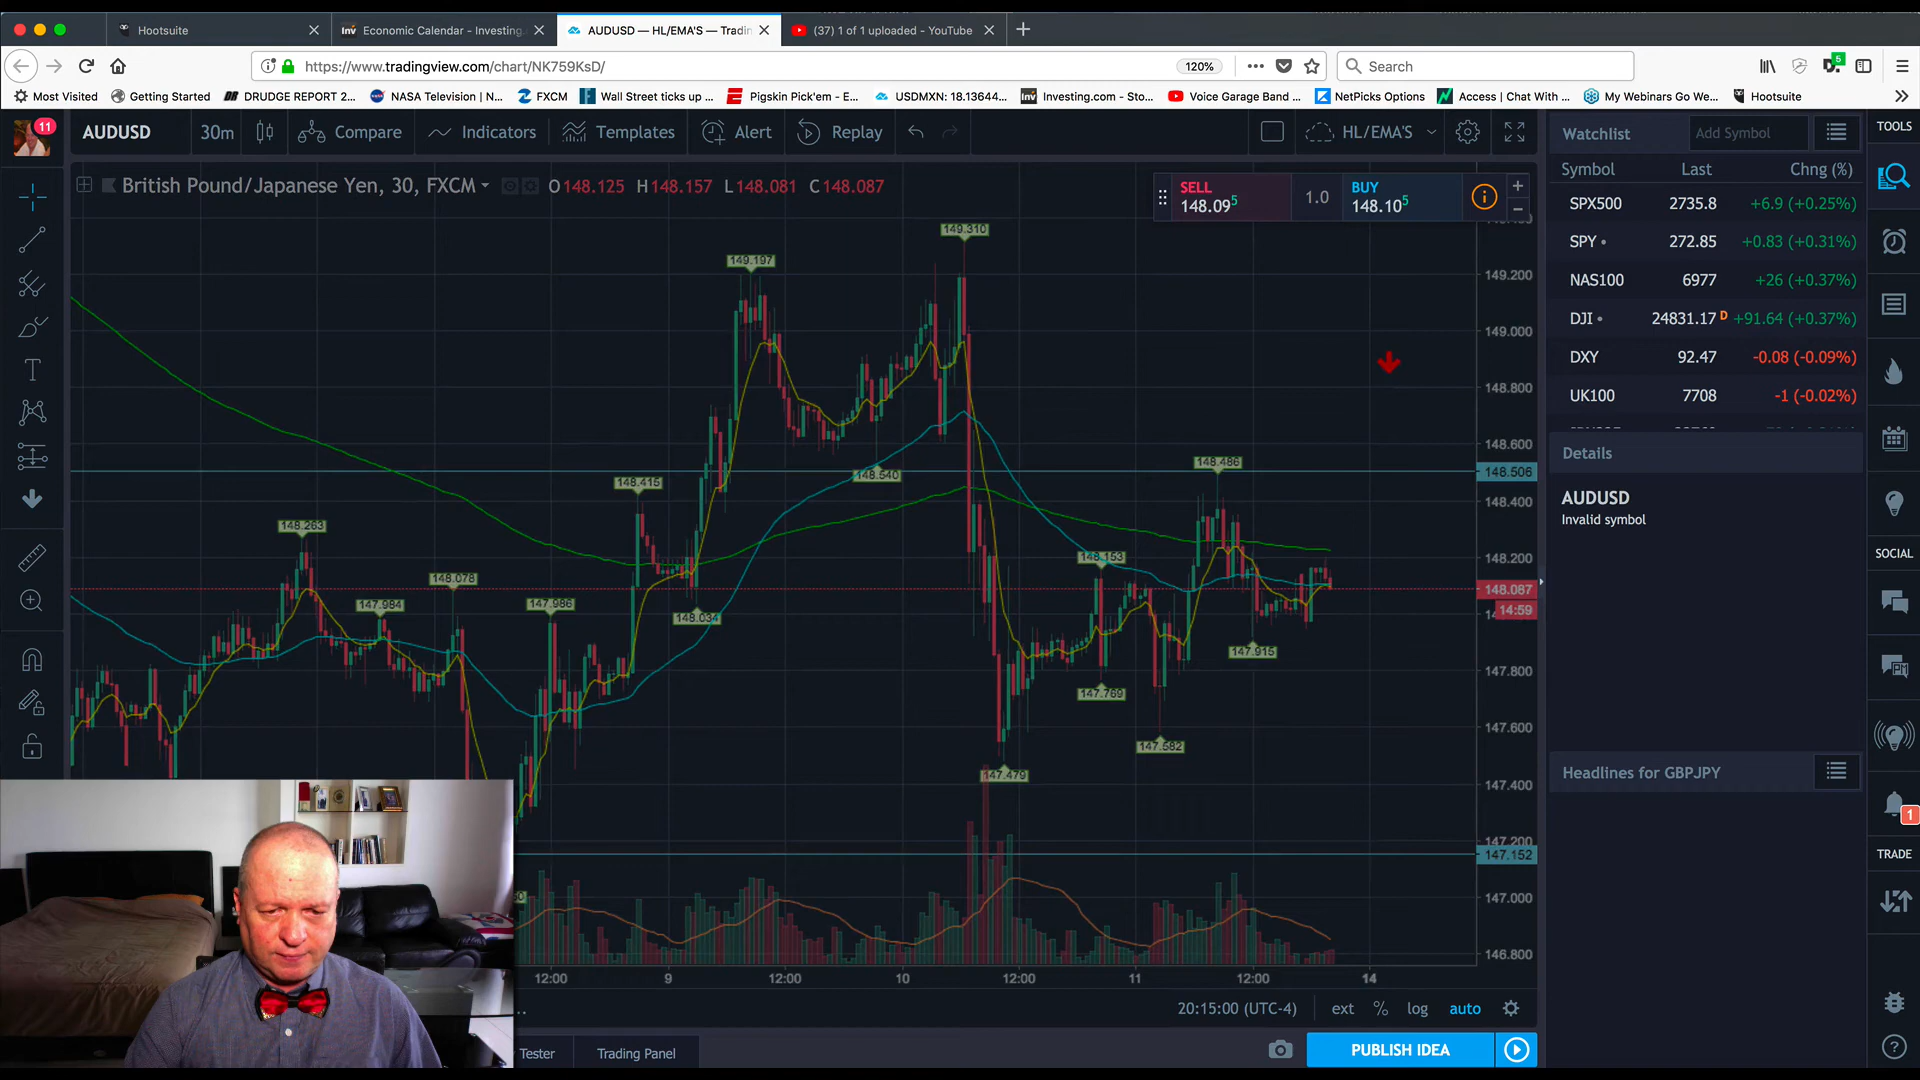 Hootsuite
Economic Calendar - Investing.
AUDUSD — HL/EMA'S — Tradin
(37) 1 of 1 uploaded - YouTube
https://www.tradingview.com/chart/NK759KsD/
120%
Search
5
Most Visited
Getting Started
DRUDGE REPORT 2...
NASA Television | N...
FXCM
Wall Street ticks up ...
Pigskin Pick'em - E...
USDMXN: 18.13644...
Investing.com - Sto...
Voice Garage Band ...
NetPicks Options
Access | Chat With ...
My Webinars Go We...
Hootsuite
11
AUDUSD
30m
Compare
Indicators
Templates
Alert
Replay
HL/EMA'S
British Pound/Japanese Yen, 30, FXCM
O148.125 H148.157 L148.081 C148.087
SELL
148.095
1.0
BUY
148.105
149.310
149.197
149.200
149.000
148.800
148.600
148.506
148.486
148.540
148.415
148.400
148.263
148.200
148.153
148.087
14:59
148.078
147.984
147.986
148.034
147.915
147.800
147.769
147.582
147.600
147.479
147.400
147.200
147.152
147.000
146.800
12:00
9
12:00
10
12:00
11
12:00
14
20:15:00 (UTC-4)
ext
%
log
auto
Tester
Trading Panel
PUBLISH IDEA
Watchlist
Add Symbol
Symbol Last Chng (%)
SPX500 2735.8 +6.9 (+0.25%)
SPY 272.85 +0.83 (+0.31%)
NAS100 6977 +26 (+0.37%)
DJI 24831.17 D +91.64 (+0.37%)
DXY 92.47 -0.08 (-0.09%)
UK100 7708 -1 (-0.02%)
Details
AUDUSD
Invalid symbol
Headlines for GBPJPY
TOOLS
SOCIAL
1
TRADE